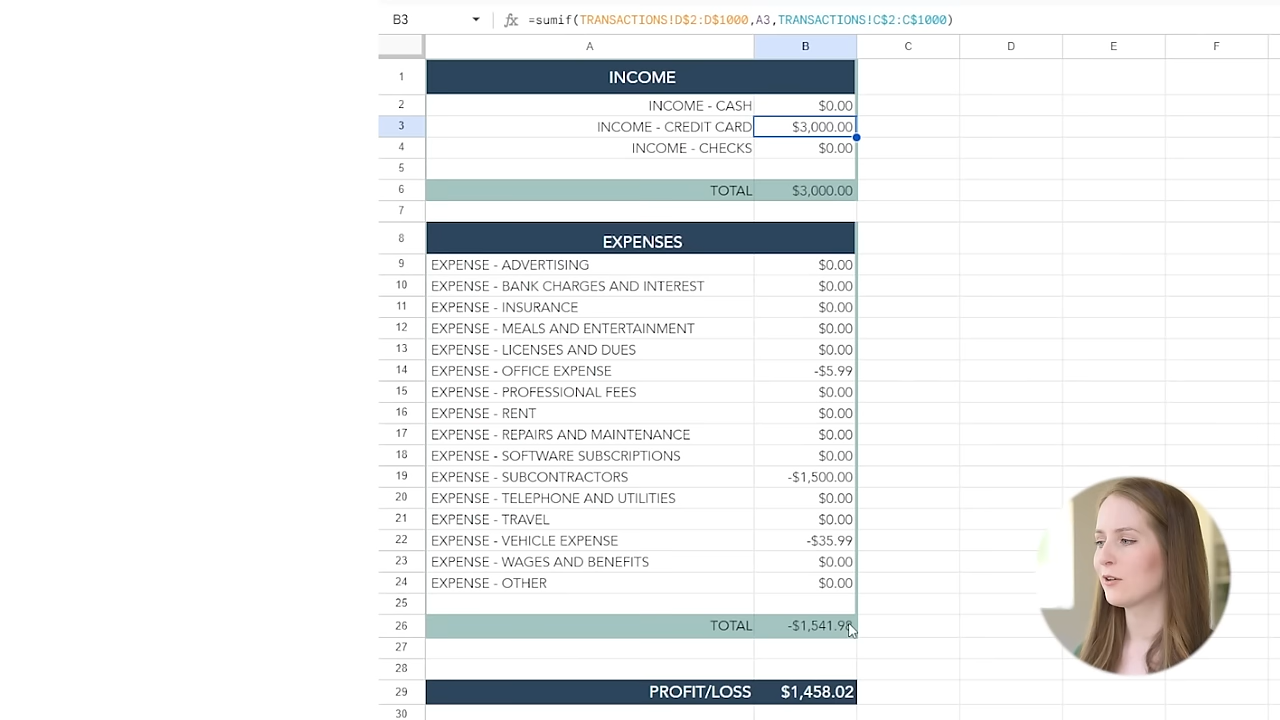 B3 fx =sumif(TRANSACTIONS!D$2:D$1000,A3,TRANSACTIONS!C$2:C$1000)
A B C D E F
1 INCOME
2 INCOME - CASH $0.00
3 INCOME - CREDIT CARD $3,000.00
4 INCOME - CHECKS $0.00
5
6 TOTAL $3,000.00
7
8 EXPENSES
9 EXPENSE - ADVERTISING $0.00
10 EXPENSE - BANK CHARGES AND INTEREST $0.00
11 EXPENSE - INSURANCE $0.00
12 EXPENSE - MEALS AND ENTERTAINMENT $0.00
13 EXPENSE - LICENSES AND DUES $0.00
14 EXPENSE - OFFICE EXPENSE -$5.99
15 EXPENSE - PROFESSIONAL FEES $0.00
16 EXPENSE - RENT $0.00
17 EXPENSE - REPAIRS AND MAINTENANCE $0.00
18 EXPENSE - SOFTWARE SUBSCRIPTIONS $0.00
19 EXPENSE - SUBCONTRACTORS -$1,500.00
20 EXPENSE - TELEPHONE AND UTILITIES $0.00
21 EXPENSE - TRAVEL $0.00
22 EXPENSE - VEHICLE EXPENSE -$35.99
23 EXPENSE - WAGES AND BENEFITS $0.00
24 EXPENSE - OTHER $0.00
25
26 TOTAL -$1,541.98
27
28
29 PROFIT/LOSS $1,458.02
30